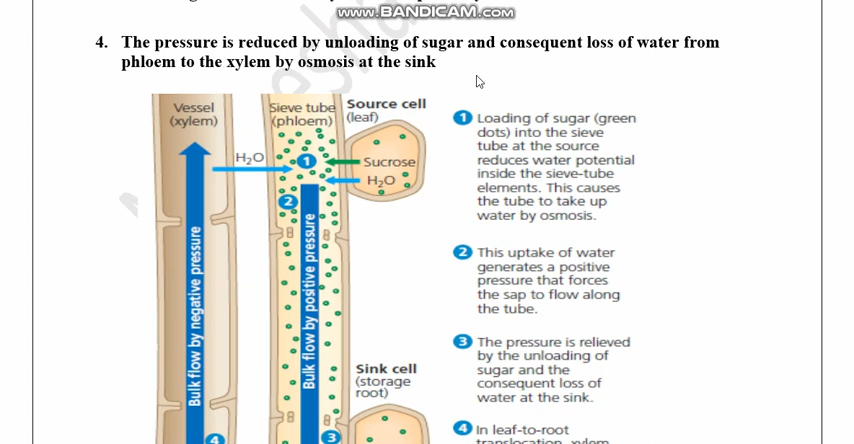 www.BANDICAM.com
4. The pressure is reduced by unloading of sugar and consequent loss of water from
phloem to the xylem by osmosis at the sink
Vessel
(xylem)
Sieve tube
(phloem)
Source cell
(leaf)
H₂O
1
Sucrose
H₂O
2
Bulk flow by negative pressure
Bulk flow by positive pressure
Sink cell
(storage
root)
4
3
1 Loading of sugar (green
dots) into the sieve
tube at the source
reduces water potential
inside the sieve-tube
elements. This causes
the tube to take up
water by osmosis.
2 This uptake of water
generates a positive
pressure that forces
the sap to flow along
the tube.
3 The pressure is relieved
by the unloading of
sugar and the
consequent loss of
water at the sink.
4 In leaf-to-root
translocation, xylem